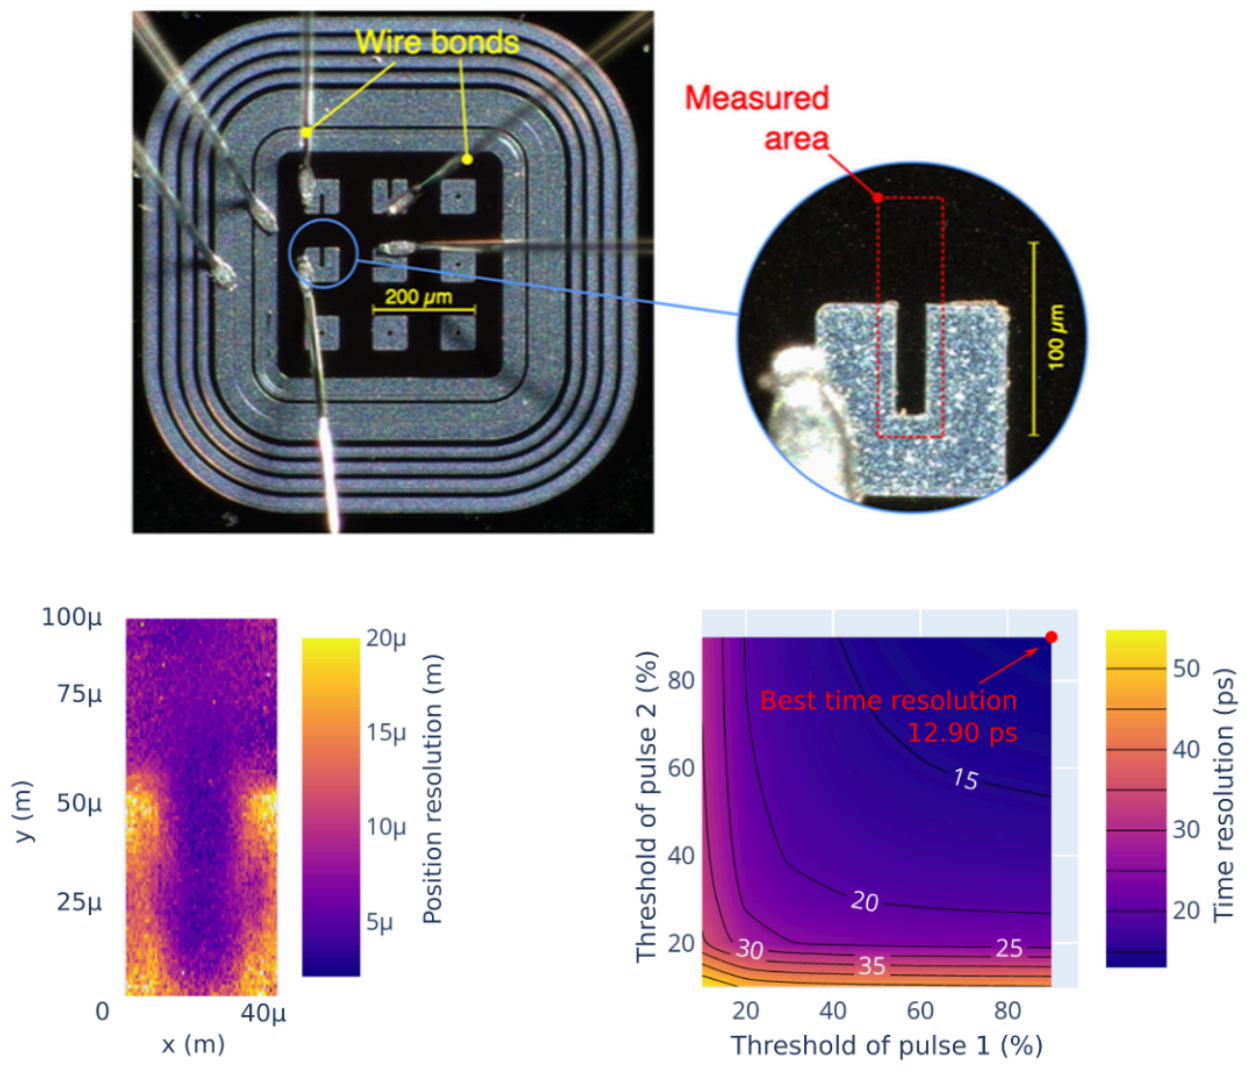 Wire bonds
Measured
area
200 µm
100 µm
100µ
75µ
50µ
25µ
0
40µ
y (m)
x (m)
20µ
15µ
10µ
5µ
Position resolution (m)
Best time resolution
12.90 ps
15
20
25
30
35
80
60
40
20
Threshold of pulse 2 (%)
20
40
60
80
Threshold of pulse 1 (%)
50
40
30
20
Time resolution (ps)